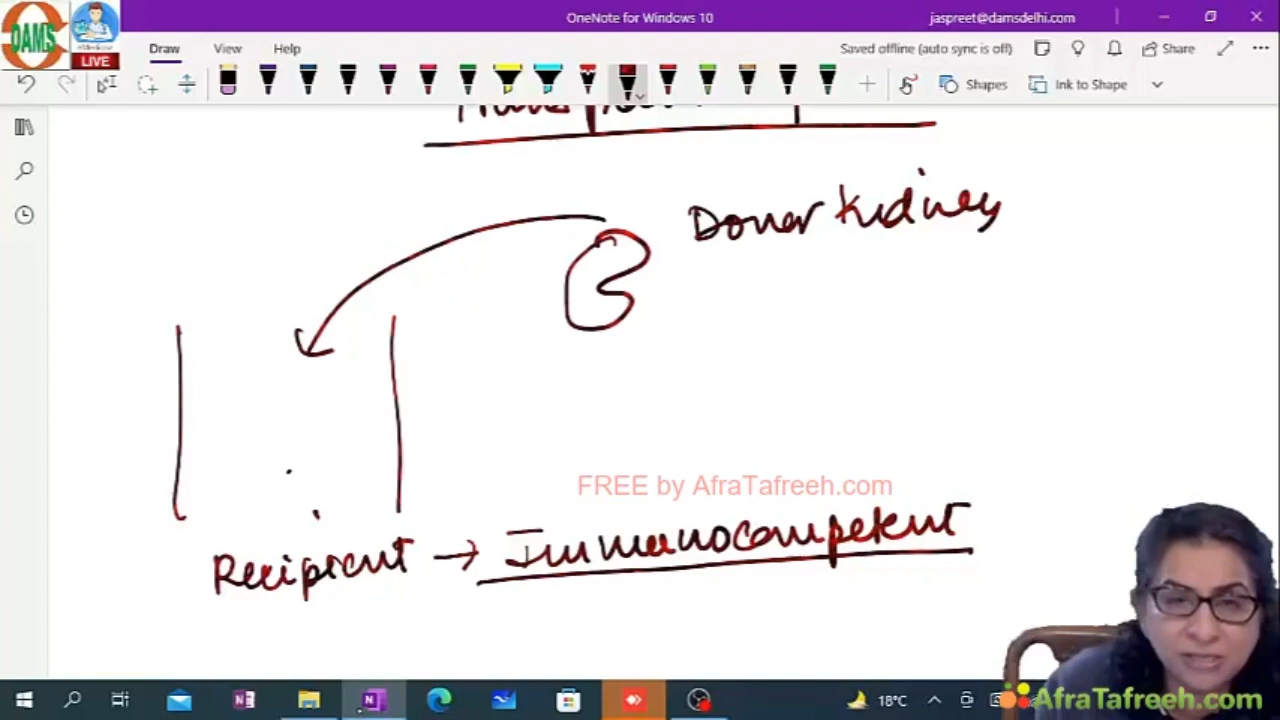 DAMS
eMedicoz
LIVE
OneNote for Windows 10
jaspreet@damsdelhi.com
Draw View Help
Saved offline (auto sync is off)
Share
Shapes
Ink to Shape
Donor Kidney
FREE by AfraTafreeh.com
Recipient → Immunocompetent
18°C
AfraTafreeh.com